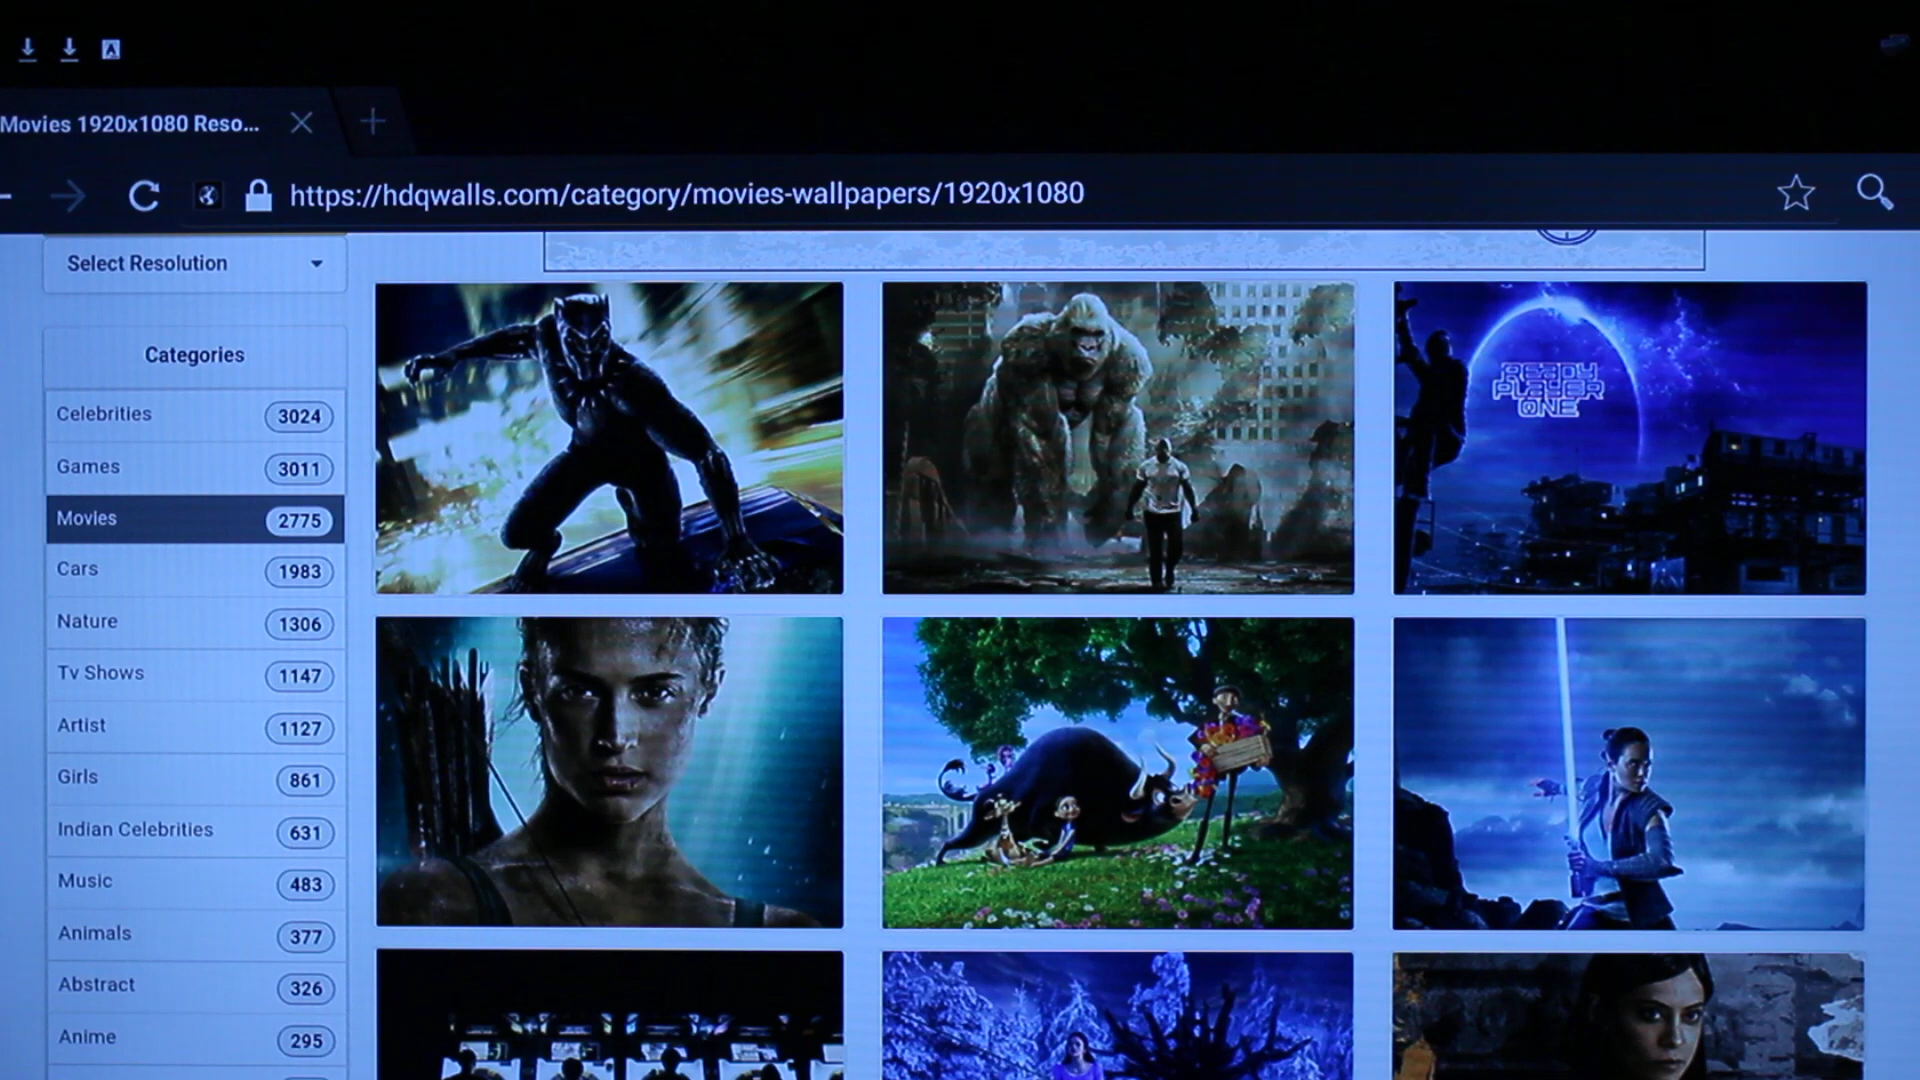 Movies 1920x1080 Reso...
https://hdqwalls.com/category/movies-wallpapers/1920x1080
Select Resolution
Categories
Celebrities 3024
Games 3011
Movies 2775
Cars 1983
Nature 1306
Tv Shows 1147
Artist 1127
Girls 861
Indian Celebrities 631
Music 483
Animals 377
Abstract 326
Anime 295
READY
PLAYER
ONE